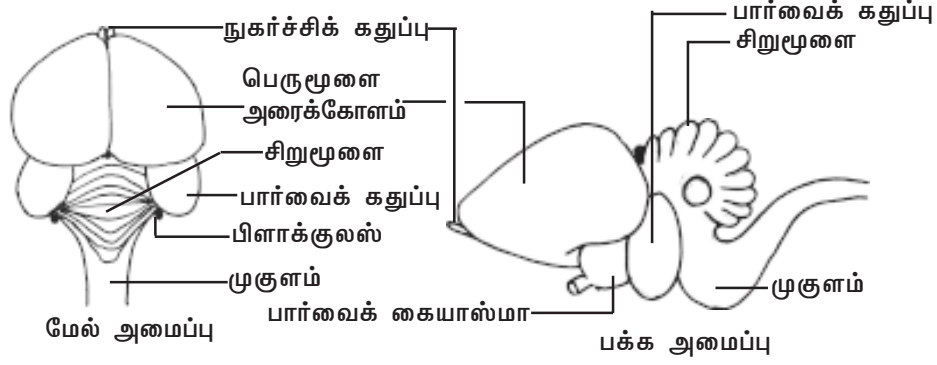 நுகர்ச்சிக் கதுப்பு
பெருமூளை
அரைக்கோளம்
சிறுமூளை
பார்வைக் கதுப்பு
பிளாக்குலஸ்
முகுளம்
மேல் அமைப்பு
பார்வைக் கதுப்பு
சிறுமூளை
முகுளம்
பார்வைக் கையாஸ்மா
பக்க அமைப்பு